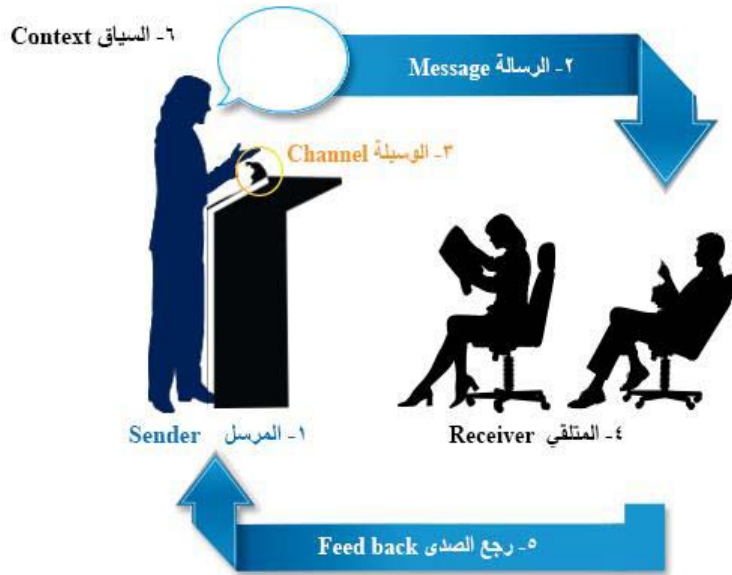 ٦- السياق Context
٢- الرسالة Message
٣- الوسيلة Channel
١- المرسل Sender
٤- المتلقي Receiver
٥- رجع الصدى Feed back